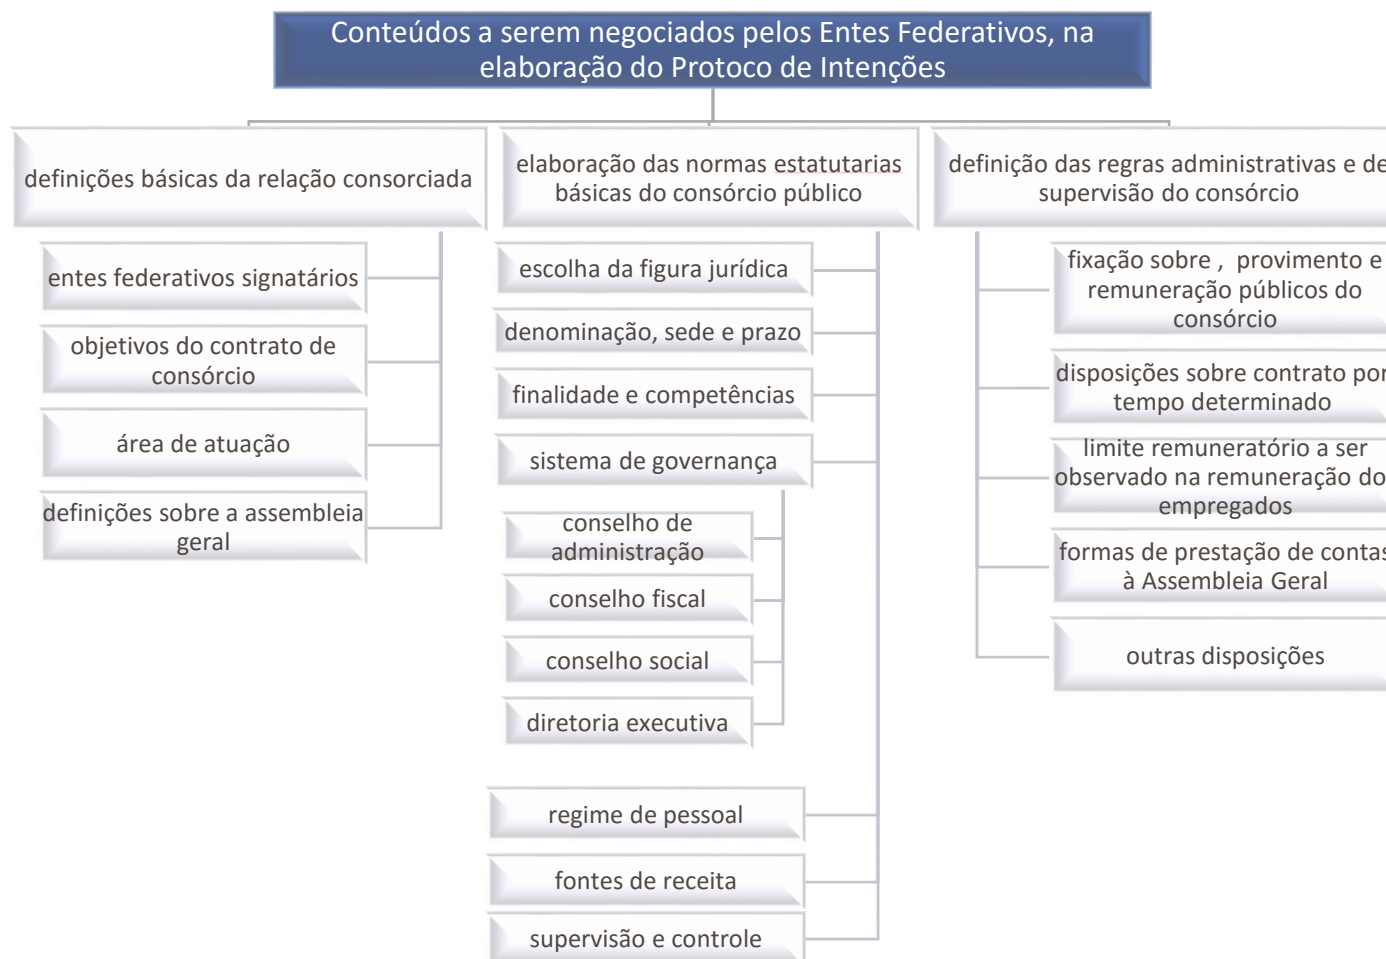 Conteúdos a serem negociados pelos Entes Federativos, na
elaboração do Protoco de Intenções
definições básicas da relação consorciada
entes federativos signatários
objetivos do contrato de
consórcio
área de atuação
definições sobre a assembleia
geral
elaboração das normas estatutarias
básicas do consórcio público
escolha da figura jurídica
denominação, sede e prazo
finalidade e competências
sistema de governança
conselho de
administração
conselho fiscal
conselho social
diretoria executiva
regime de pessoal
fontes de receita
supervisão e controle
definição das regras administrativas e de
supervisão do consórcio
fixação sobre , provimento e
remuneração públicos do
consórcio
disposições sobre contrato por
tempo determinado
limite remuneratório a ser
observado na remuneração do
empregados
formas de prestação de contas
à Assembleia Geral
outras disposições